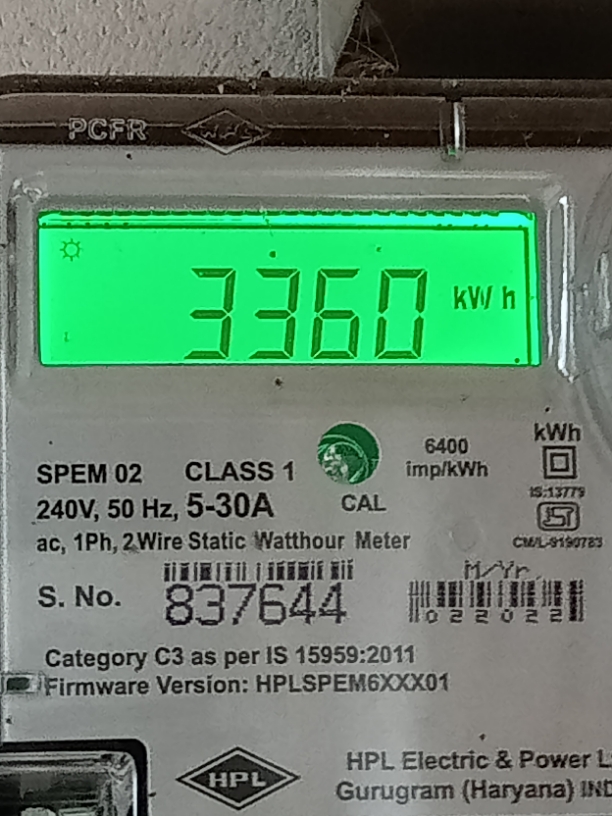 PCFR HPL
3360 kWh
kWh
6400
imp/kWh
SPEM 02 CLASS 1
IS:13779
240V, 50 Hz, 5-30A CAL
CM/L-9190783
ac, 1Ph, 2Wire Static Watthour Meter
M/Yr.
S. No. 837644
022022
Category C3 as per IS 15959:2011
Firmware Version: HPLSPEM6XXX01
HPL
HPL Electric & Power
Gurugram (Haryana) IND